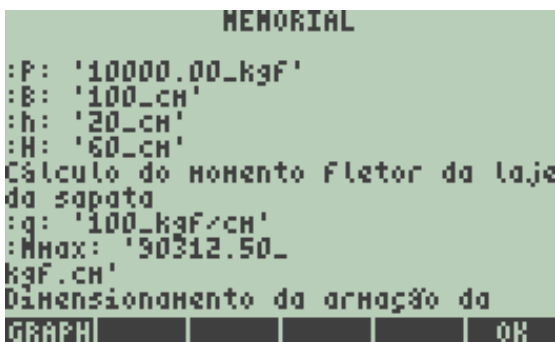 MEMORIAL
:P: '10000.00_kgf'
:B: '100_cm'
:h: '20_cm'
:H: '60_cm'
Cálculo do momento fletor da laje
da sapata
:q: '100_kgf/cm'
:Mmax: '90312.50_
kgf.cm'
Dimensionamento da armação da
GRAPH OK